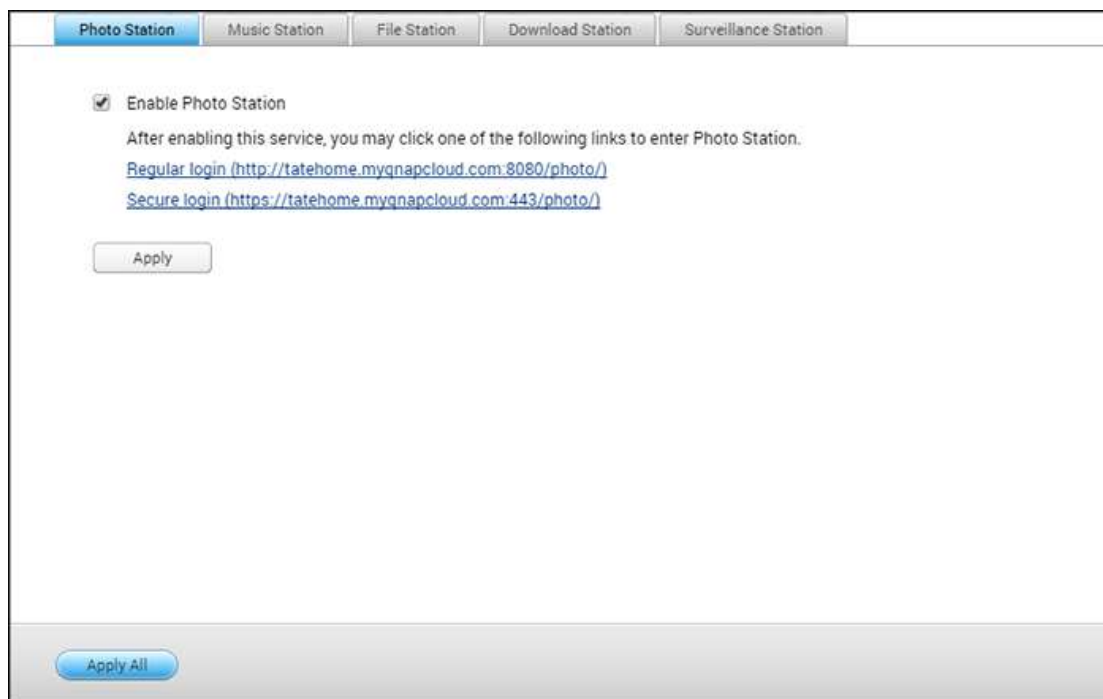 Photo Station Music Station File Station Download Station Surveillance Station
Enable Photo Station
After enabling this service, you may click one of the following links to enter Photo Station.
Regular login (http://tatehome.myqnapcloud.com:8080/photo/)
Secure login (https://tatehome.myqnapcloud.com:443/photo/)
Apply
Apply All